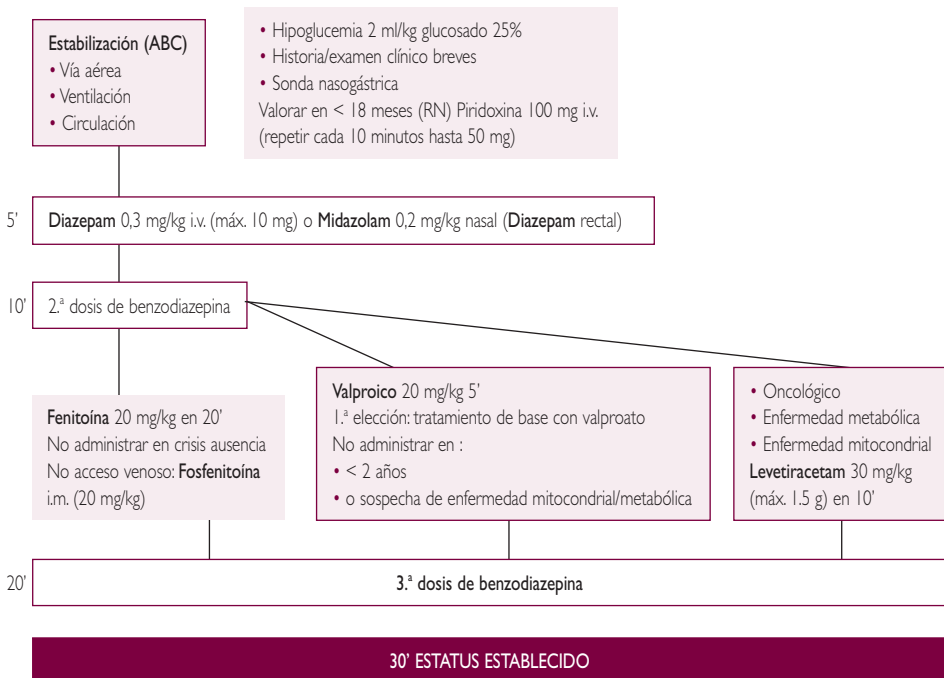 Estabilización (ABC)
• Vía aérea
• Ventilación
• Circulación
• Hipoglucemia 2 ml/kg glucosado 25%
• Historia/examen clínico breves
• Sonda nasogástrica
Valorar en < 18 meses (RN) Piridoxina 100 mg i.v.
(repetir cada 10 minutos hasta 50 mg)
5’
Diazepam 0,3 mg/kg i.v. (máx. 10 mg) o Midazolam 0,2 mg/kg nasal (Diazepam rectal)
10’
2.ª dosis de benzodiazepina
Fenitoína 20 mg/kg en 20’
No administrar en crisis ausencia
No acceso venoso: Fosfenitoína
i.m. (20 mg/kg)
Valproico 20 mg/kg 5’
1.ª elección: tratamiento de base con valproato
No administrar en :
• < 2 años
• o sospecha de enfermedad mitocondrial/metabólica
• Oncológico
• Enfermedad metabólica
• Enfermedad mitocondrial
Levetiracetam 30 mg/kg
(máx. 1.5 g) en 10’
20’
3.ª dosis de benzodiazepina
30’ ESTATUS ESTABLECIDO